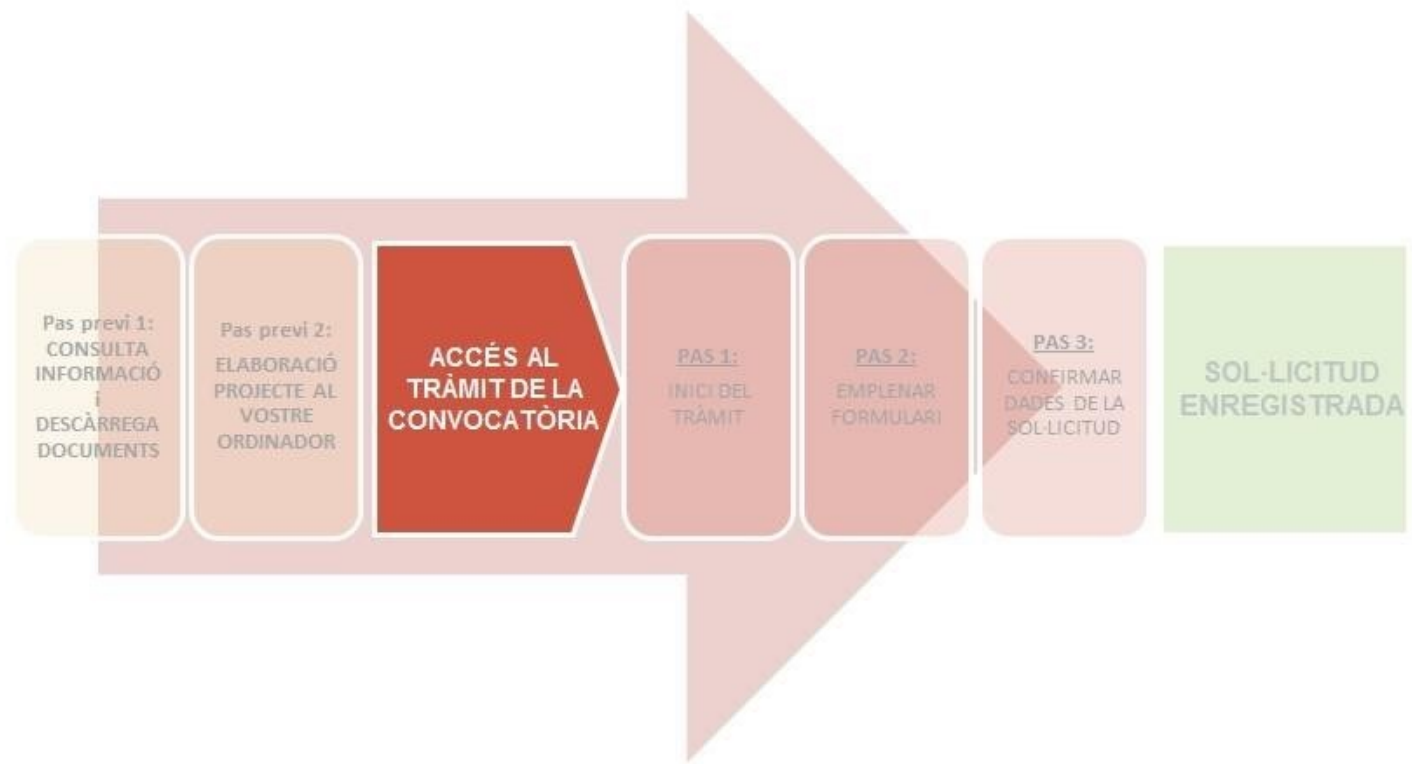 Pas previ 1:
CONSULTA
INFORMACIÓ
i
DESCÀRREGA
DOCUMENTS
Pas previ 2:
ELABORACIÓ
PROJECTE AL
VOSTRE
ORDINADOR
ACCÉS AL
TRÀMIT DE LA
CONVOCATÒRIA
PAS 1:
INICI DEL
TRÀMIT
PAS 2:
EMPLENAR
FORMULARI
PAS 3:
CONFIRMAR
DADES DE LA
SOL·LICITUD
SOL·LICITUD
ENREGISTRADA